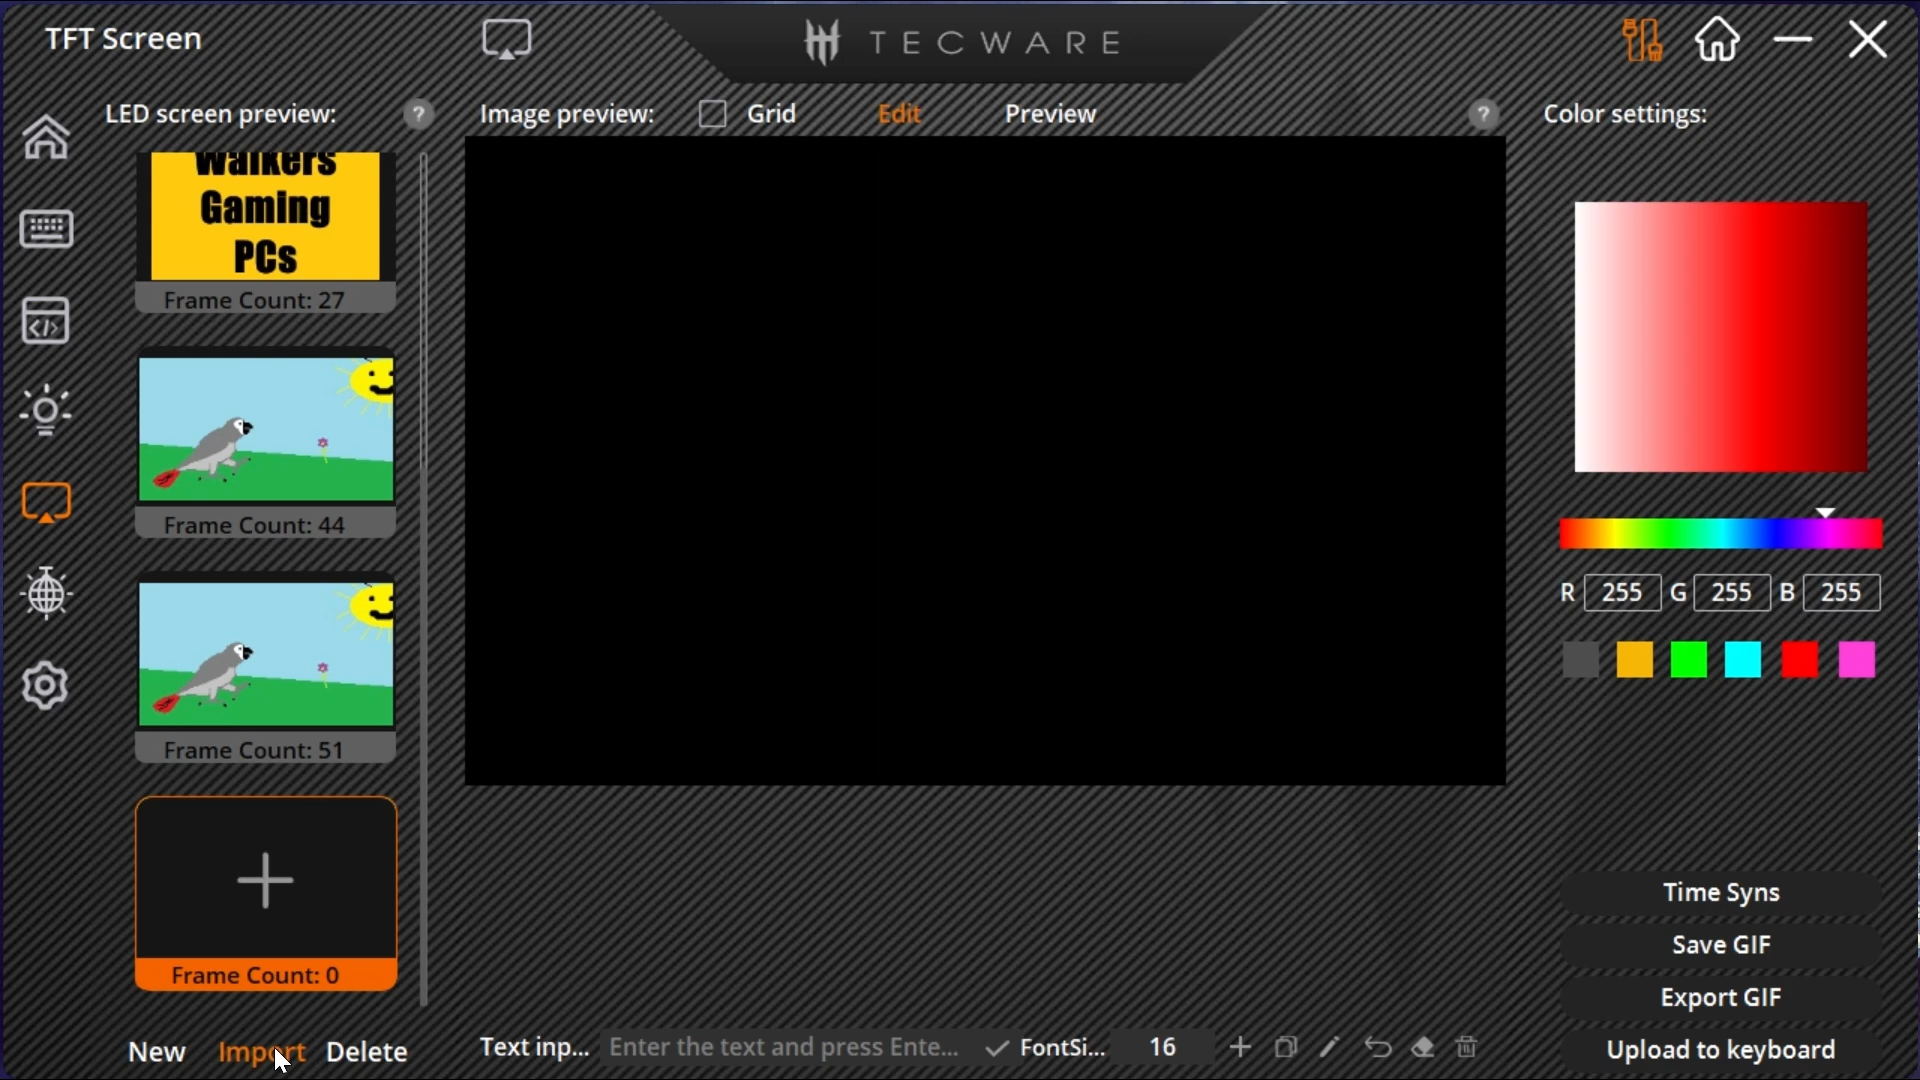 TFT Screen
TECWARE
LED screen preview:
?
Image preview:
Grid
Edit
Preview
?
Color settings:
Walkers
Gaming
PCs
Frame Count: 27
Frame Count: 44
Frame Count: 51
Frame Count: 0
R 255 G 255 B 255
Time Syns
Save GIF
Export GIF
Upload to keyboard
New Import Delete
Text inp... Enter the text and press Ente... FontSi... 16